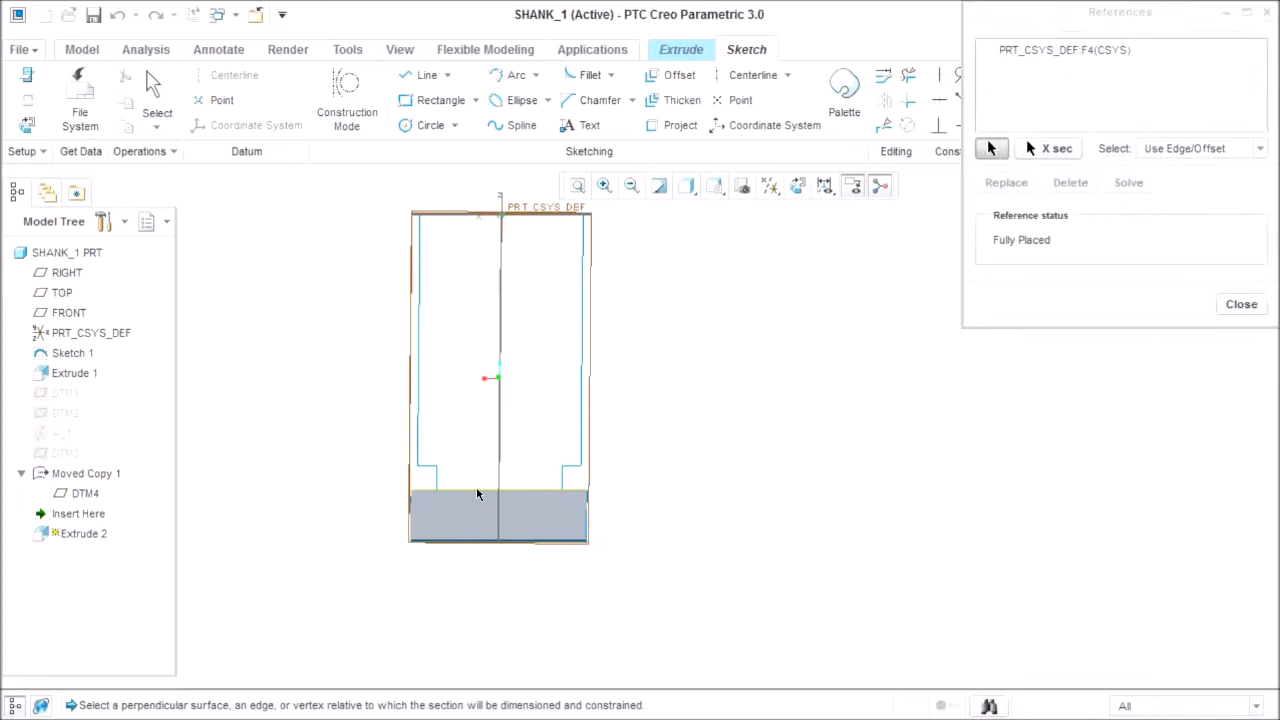 SHANK_1 (Active) - PTC Creo Parametric 3.0
References
File
Model
Analysis
Annotate
Render
Tools
View
Flexible Modeling
Applications
Extrude
Sketch
PRT_CSYS_DEF:F4(CSYS)
File System
Select
Centerline
Point
Coordinate System
Construction Mode
Line
Arc
Fillet
Offset
Centerline
Rectangle
Ellipse
Chamfer
Thicken
Point
Circle
Spline
Text
Project
Coordinate System
Palette
X sec
Select:
Use Edge/Offset
Setup
Get Data
Operations
Datum
Sketching
Editing
Cons
Replace
Delete
Solve
Reference status
Fully Placed
Close
PRT_CSYS_DEF
Model Tree
SHANK_1.PRT
RIGHT
TOP
FRONT
PRT_CSYS_DEF
Sketch 1
Extrude 1
DTM1
DTM2
A_1
DTM3
Moved Copy 1
DTM4
Insert Here
Extrude 2
Select a perpendicular surface, an edge, or vertex relative to which the section will be dimensioned and constrained.
All